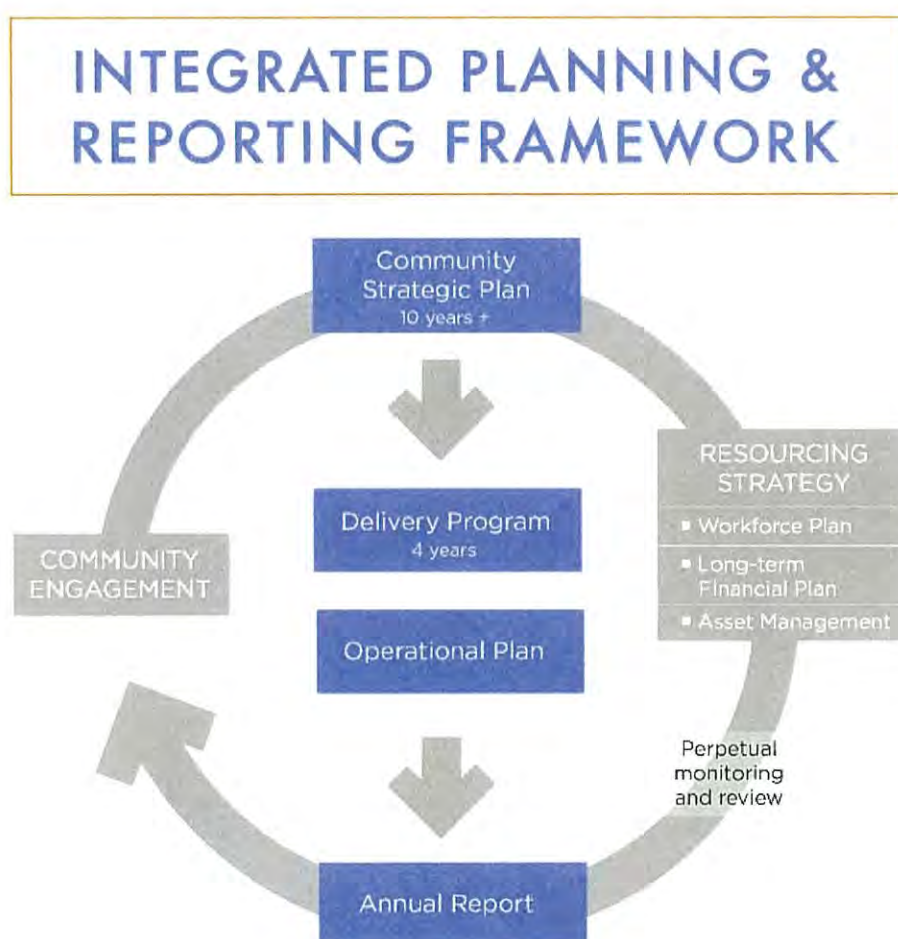 INTEGRATED PLANNING &
REPORTING FRAMEWORK
Community
Strategic Plan
10 years +
RESOURCING
STRATEGY
▪ Workforce Plan
▪ Long-term
Financial Plan
▪ Asset Management
Delivery Program
4 years
COMMUNITY
ENGAGEMENT
Operational Plan
Perpetual
monitoring
and review
Annual Report